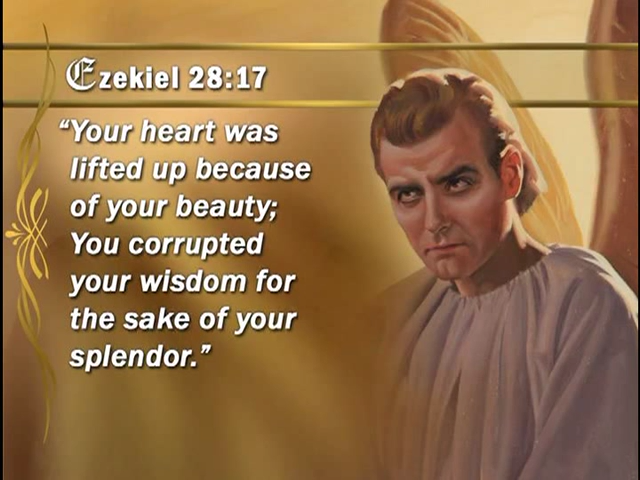 Ezekiel 28:17
“Your heart was
lifted up because
of your beauty;
You corrupted
your wisdom for
the sake of your
splendor.”